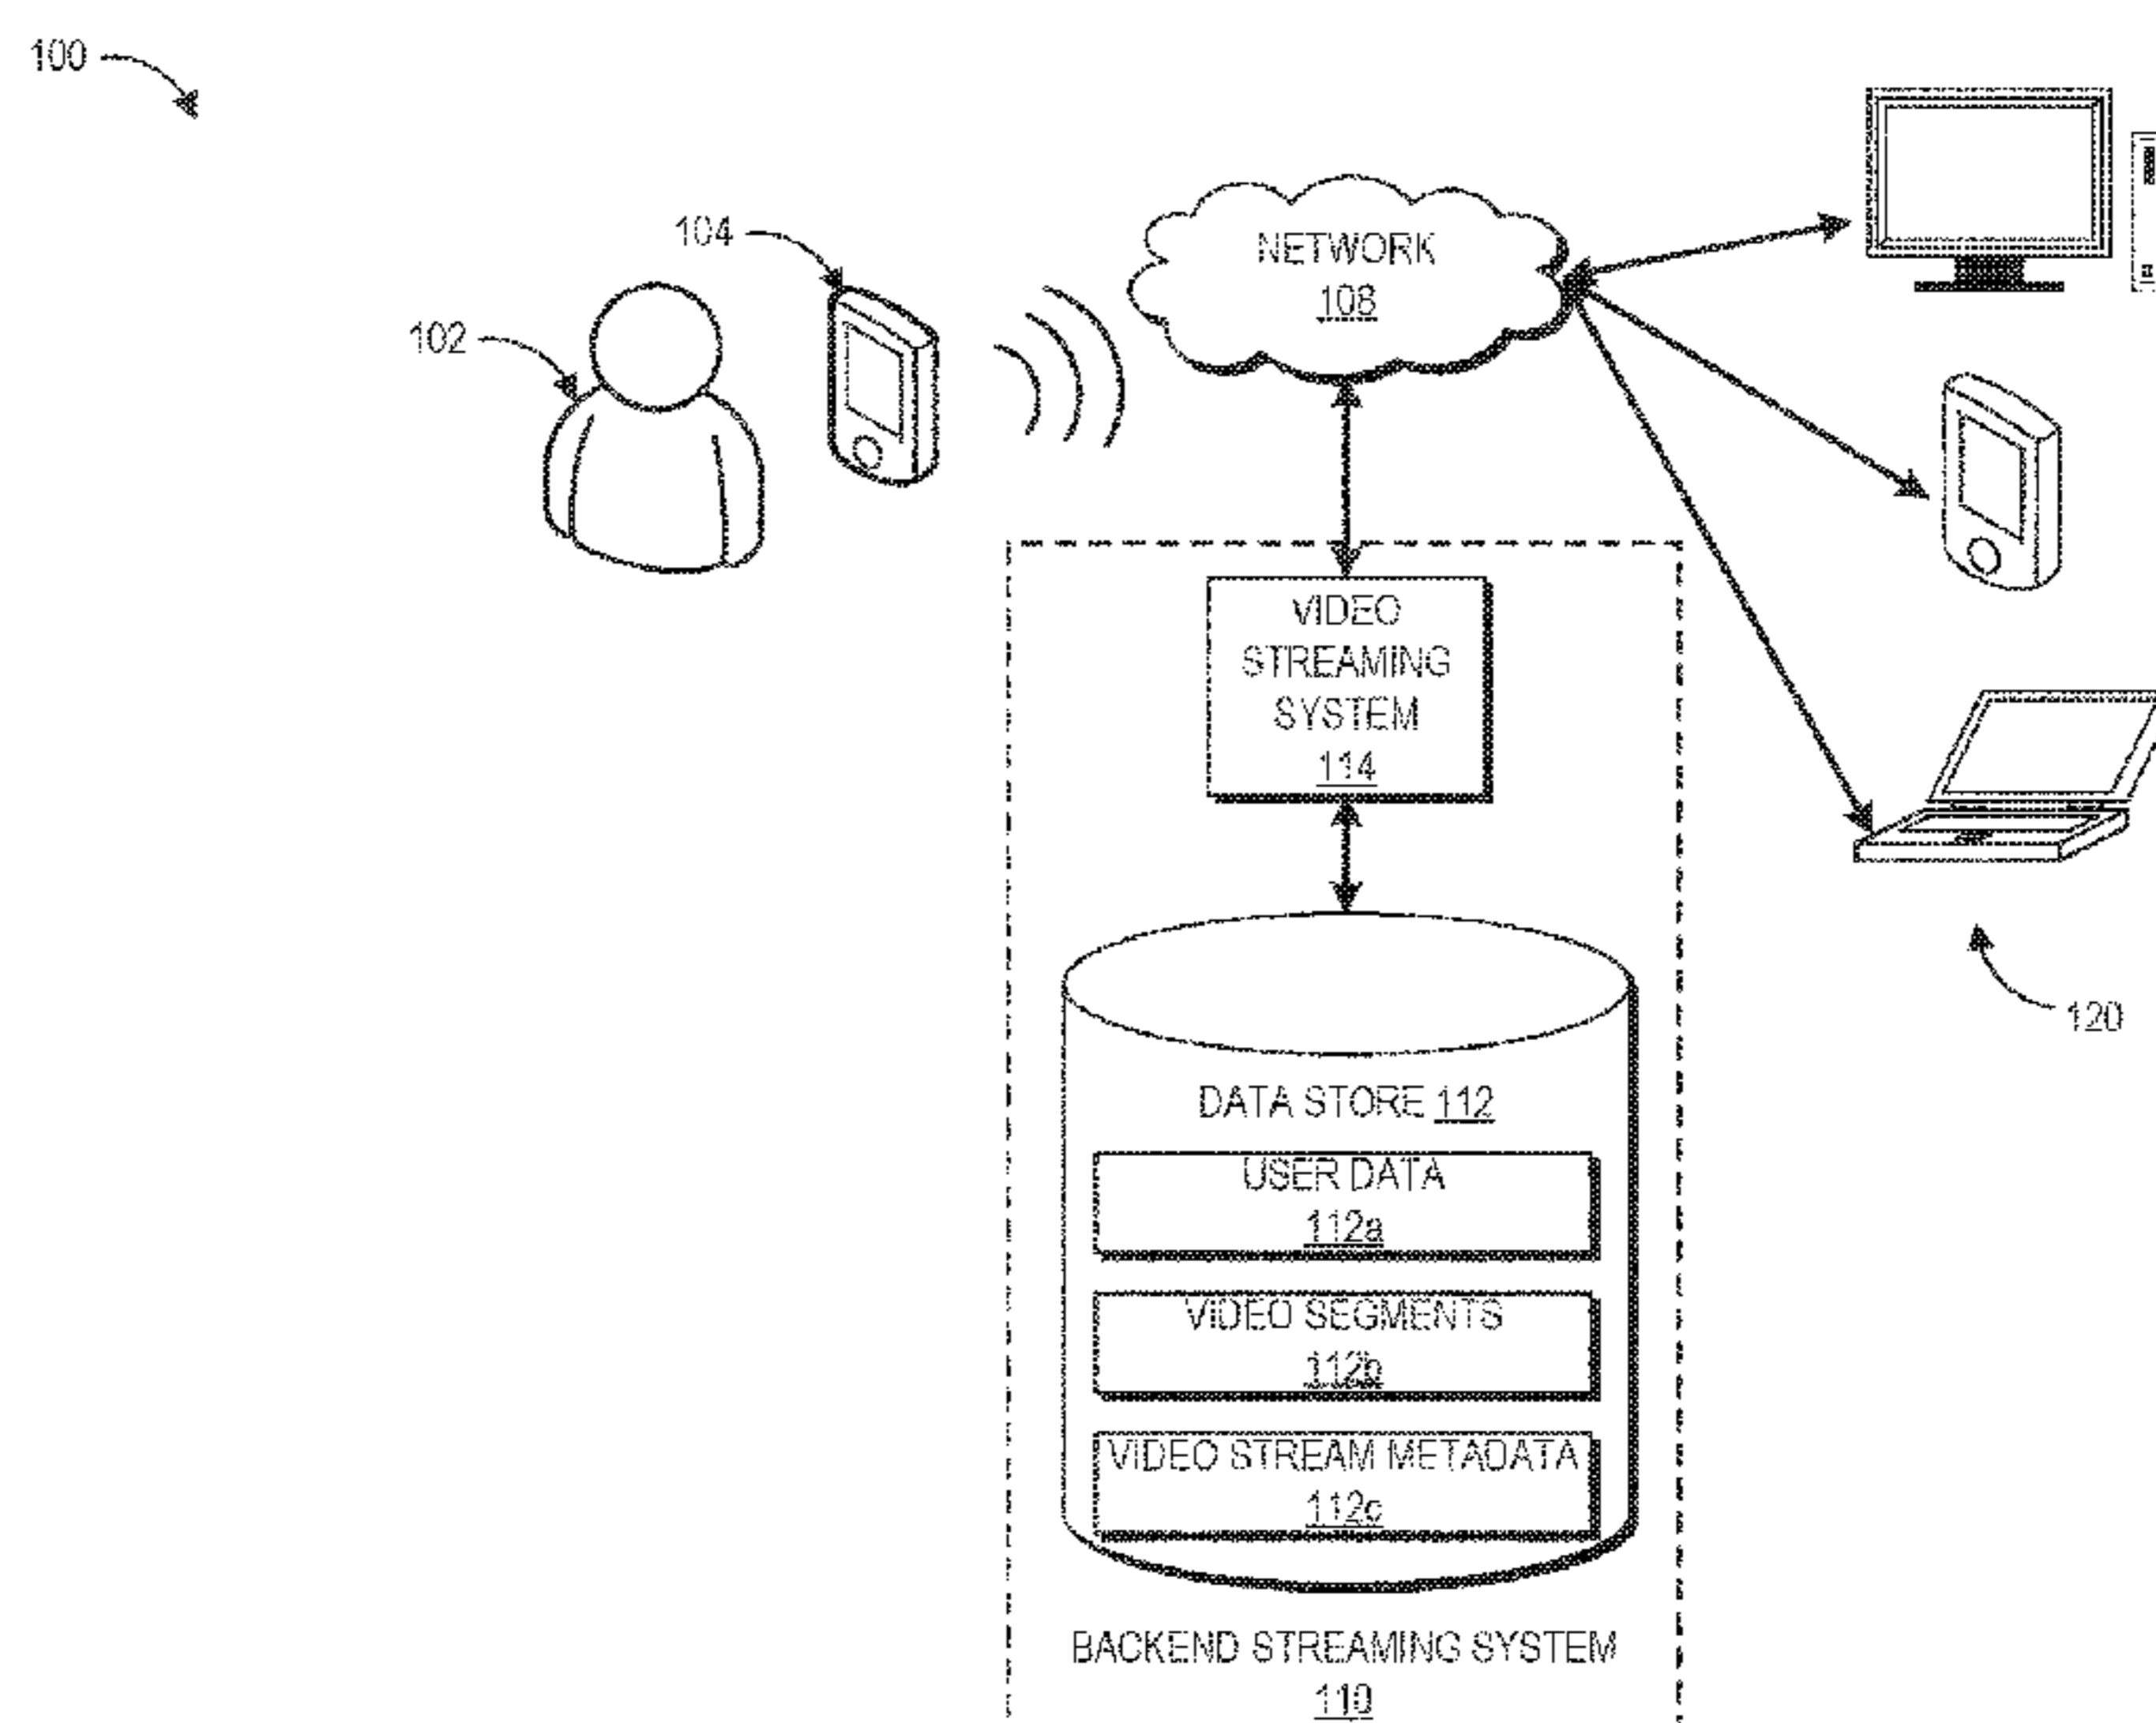 100
104
102
NETWORK
108
VIDEO
STREAMING
SYSTEM
114
120
DATA STORE 112
USER DATA
112a
VIDEO SEGMENTS
112b
VIDEO STREAM METADATA
112c
BACKEND STREAMING SYSTEM
110